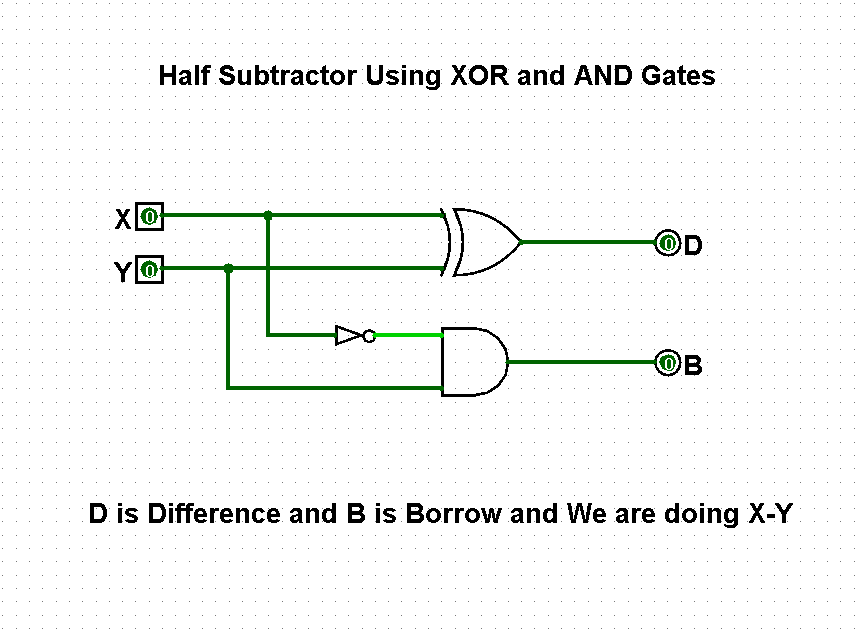 Half Subtractor Using XOR and AND Gates
X 0
Y 0
0 D
0 B
D is Difference and B is Borrow and We are doing X-Y